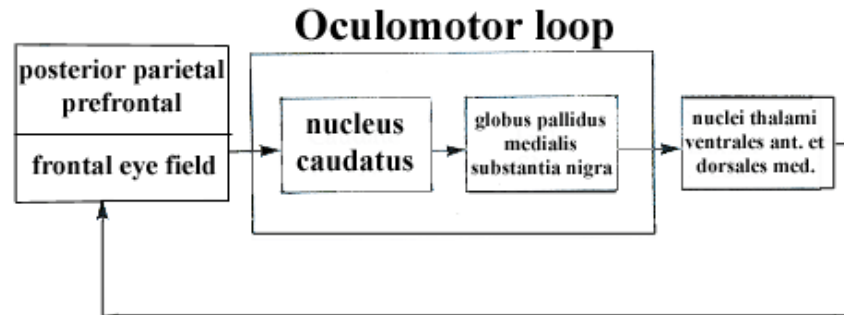 Oculomotor loop
posterior parietal
prefrontal
frontal eye field
nucleus
caudatus
globus pallidus
medialis
substantia nigra
nuclei thalami
ventrales ant. et
dorsales med.